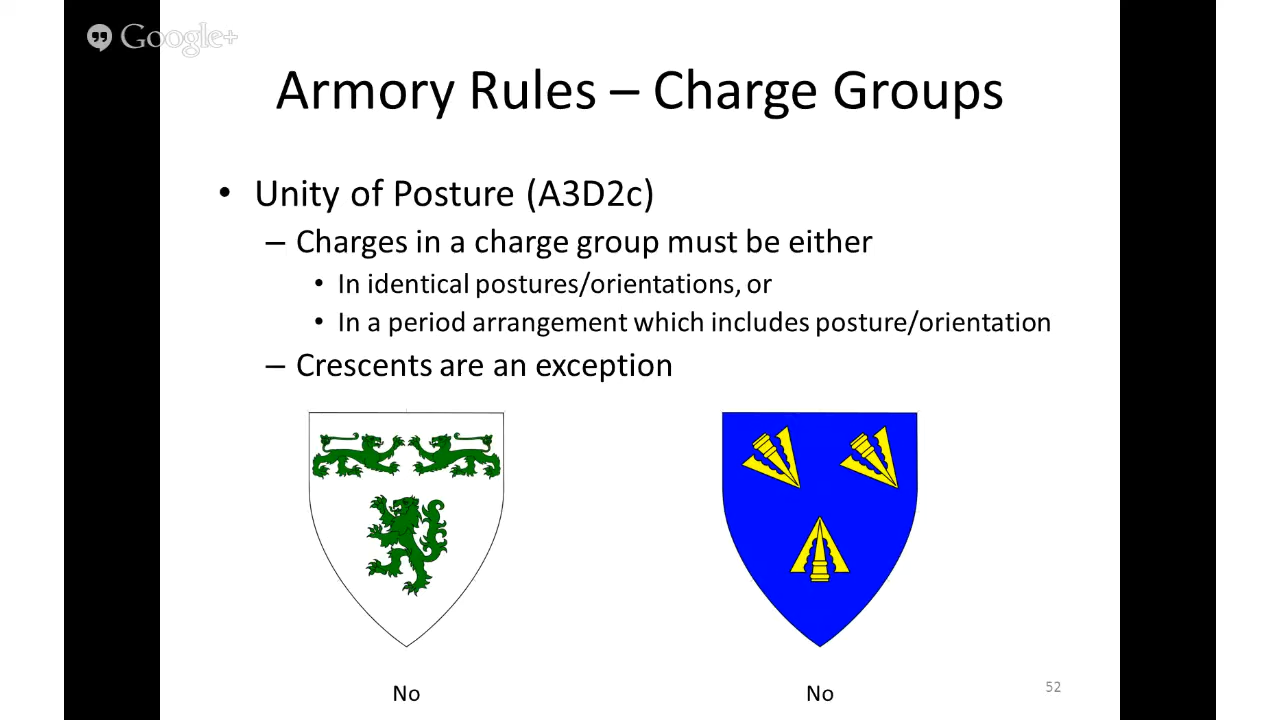 Google+
Armory Rules – Charge Groups
• Unity of Posture (A3D2c)
– Charges in a charge group must be either
• In identical postures/orientations, or
• In a period arrangement which includes posture/orientation
– Crescents are an exception
No
No
52